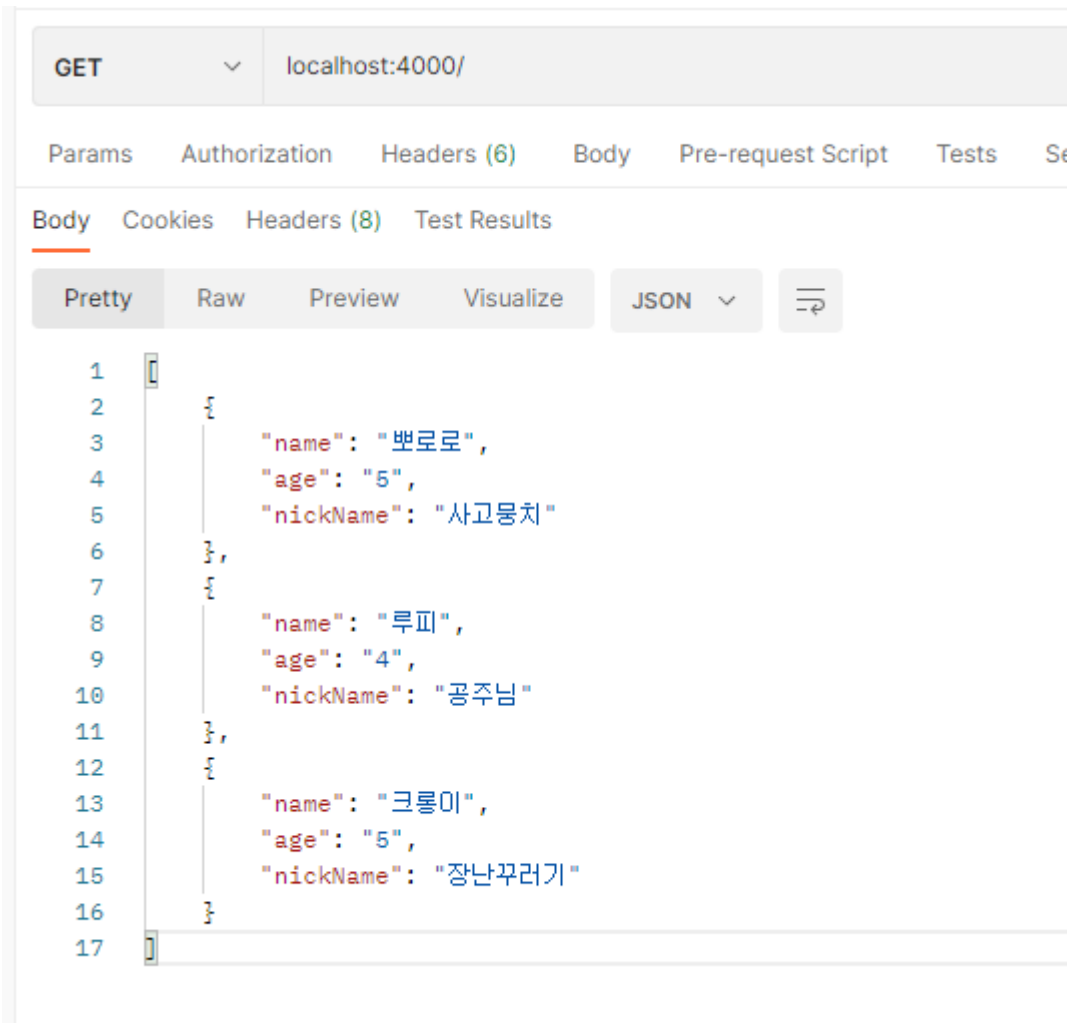 GET localhost:4000/
Params Authorization Headers (6) Body Pre-request Script Tests Se
Body Cookies Headers (8) Test Results
Pretty Raw Preview Visualize JSON
1 [
2 {
3 "name": "뽀로로",
4 "age": "5",
5 "nickName": "사고뭉치"
6 },
7 {
8 "name": "루피",
9 "age": "4",
10 "nickName": "공주님"
11 },
12 {
13 "name": "크롱이",
14 "age": "5",
15 "nickName": "장난꾸러기"
16 }
17 ]